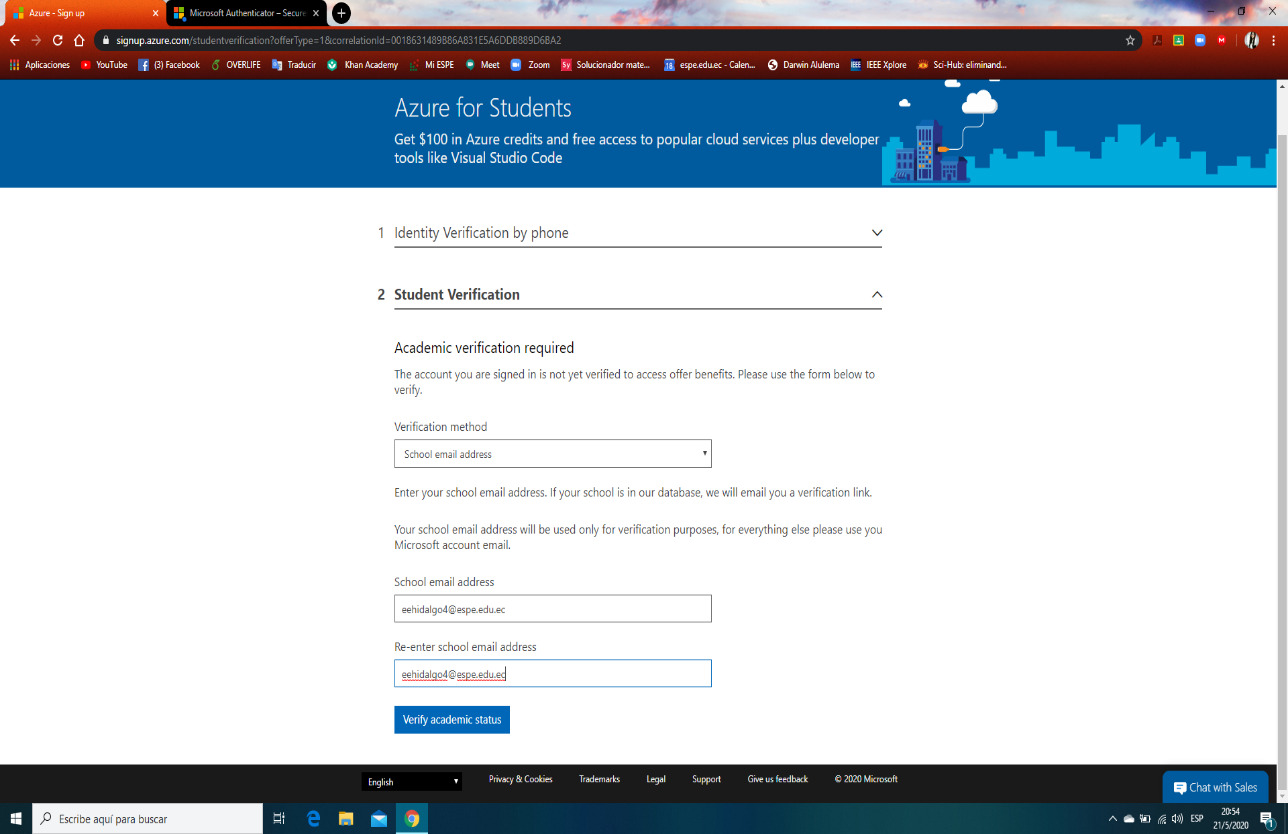 Azure - Sign up
Microsoft Authenticator – Secure
signup.azure.com/studentverification?offerType=1&correlationId=0018631489B86A831E5A6DDB889D6BA2
Aplicaciones
YouTube
(3) Facebook
OVERLIFE
Traducir
Khan Academy
Mi ESPE
Meet
Zoom
Sy Solucionador mate...
18 espe.edu.ec - Calen...
Darwin Alulema
IEEE Xplore
Sci-Hub: eliminand...
Azure for Students
Get $100 in Azure credits and free access to popular cloud services plus developer
tools like Visual Studio Code
1 Identity Verification by phone
2 Student Verification
Academic verification required
The account you are signed in is not yet verified to access offer benefits. Please use the form below to
verify.
Verification method
School email address
Enter your school email address. If your school is in our database, we will email you a verification link.
Your school email address will be used only for verification purposes, for everything else please use you
Microsoft account email.
School email address
eehidalgo4@espe.edu.ec
Re-enter school email address
eehidalgo4@espe.edu.ec
Verify academic status
English
Privacy & Cookies
Trademarks
Legal
Support
Give us feedback
© 2020 Microsoft
Chat with Sales
Escribe aquí para buscar
ESP
20:54
21/5/2020
1